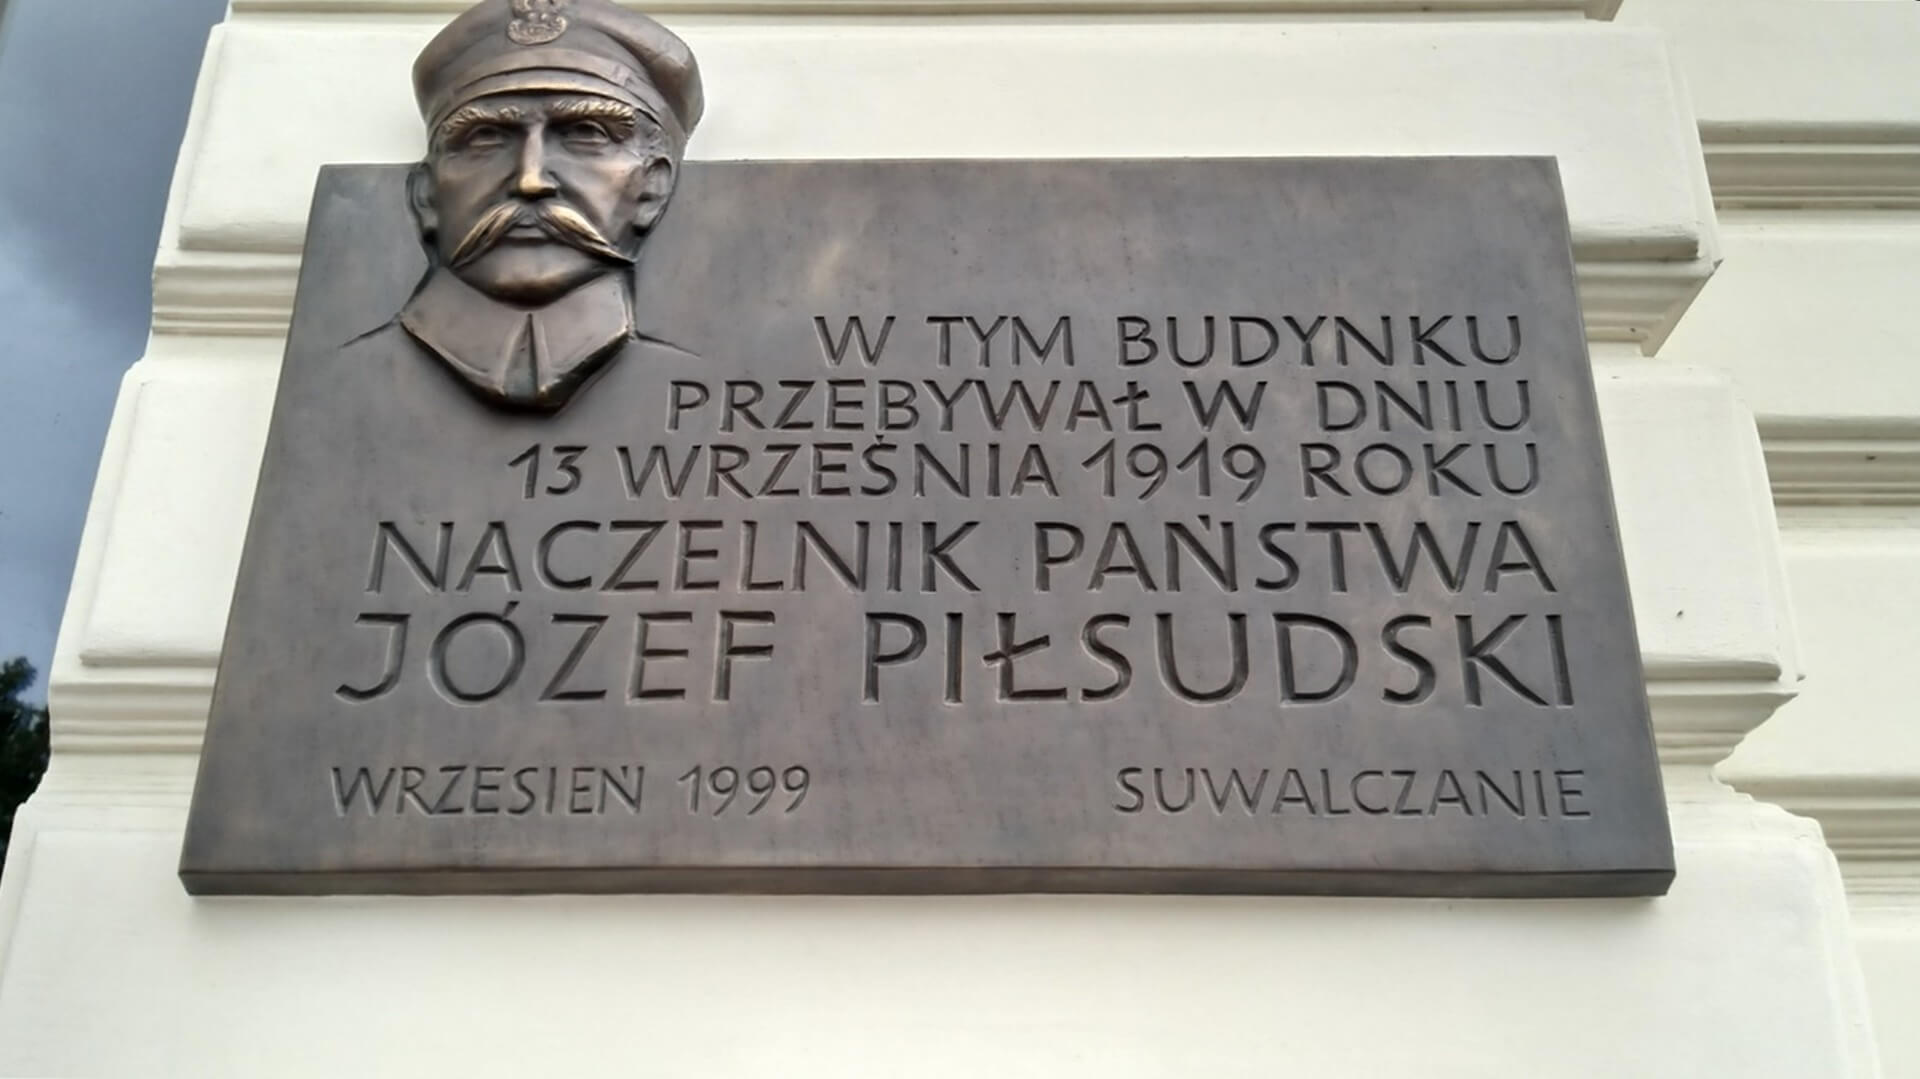 W TYM BUDYNKU
PRZEBYWAŁ W DNIU
13 WRZEŚNIA 1919 ROKU
NACZELNIK PAŃSTWA
JÓZEF PIŁSUDSKI
WRZESIEŃ 1999 SUWALCZANIE